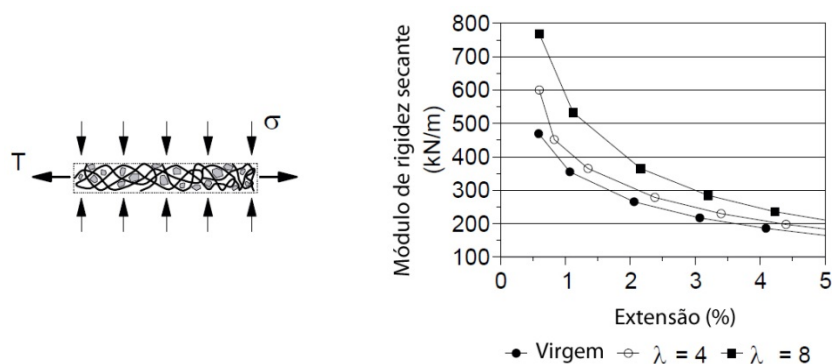 σ
T
Módulo de rigidez secante
(kN/m)
800
700
600
500
400
300
200
100
0 1 2 3 4 5
Extensão (%)
Virgem λ = 4 λ = 8